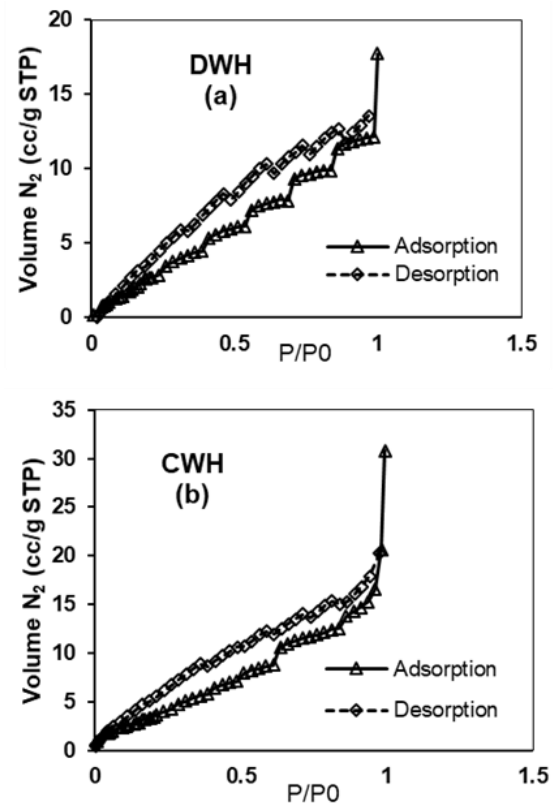 20
15
10
5
0
Volume N2 (cc/g STP)
DWH
(a)
Adsorption
Desorption
0
0.5
1
1.5
P/P0
35
30
25
20
15
10
5
0
Volume N2 (cc/g STP)
CWH
(b)
Adsorption
Desorption
0
0.5
1
1.5
P/P0